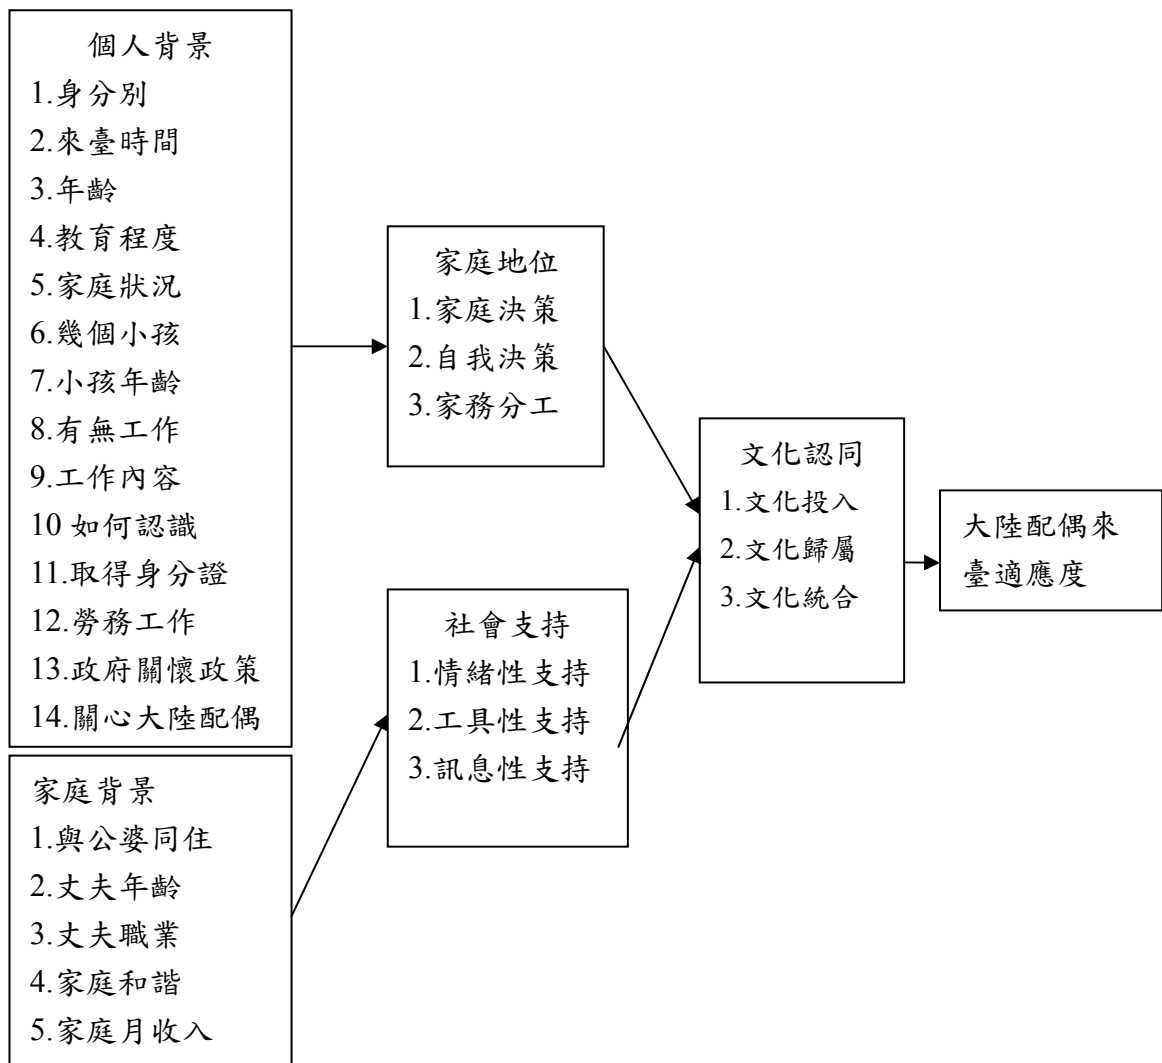 個人背景
1.身分別
2.來臺時間
3.年齡
4.教育程度
5.家庭狀況
6.幾個小孩
7.小孩年齡
8.有無工作
9.工作內容
10 如何認識
11.取得身分證
12.勞務工作
13.政府關懷政策
14.關心大陸配偶
家庭背景
1.與公婆同住
2.丈夫年齡
3.丈夫職業
4.家庭和諧
5.家庭月收入
家庭地位
1.家庭決策
2.自我決策
3.家務分工
社會支持
1.情緒性支持
2.工具性支持
3.訊息性支持
文化認同
1.文化投入
2.文化歸屬
3.文化統合
大陸配偶來
臺適應度